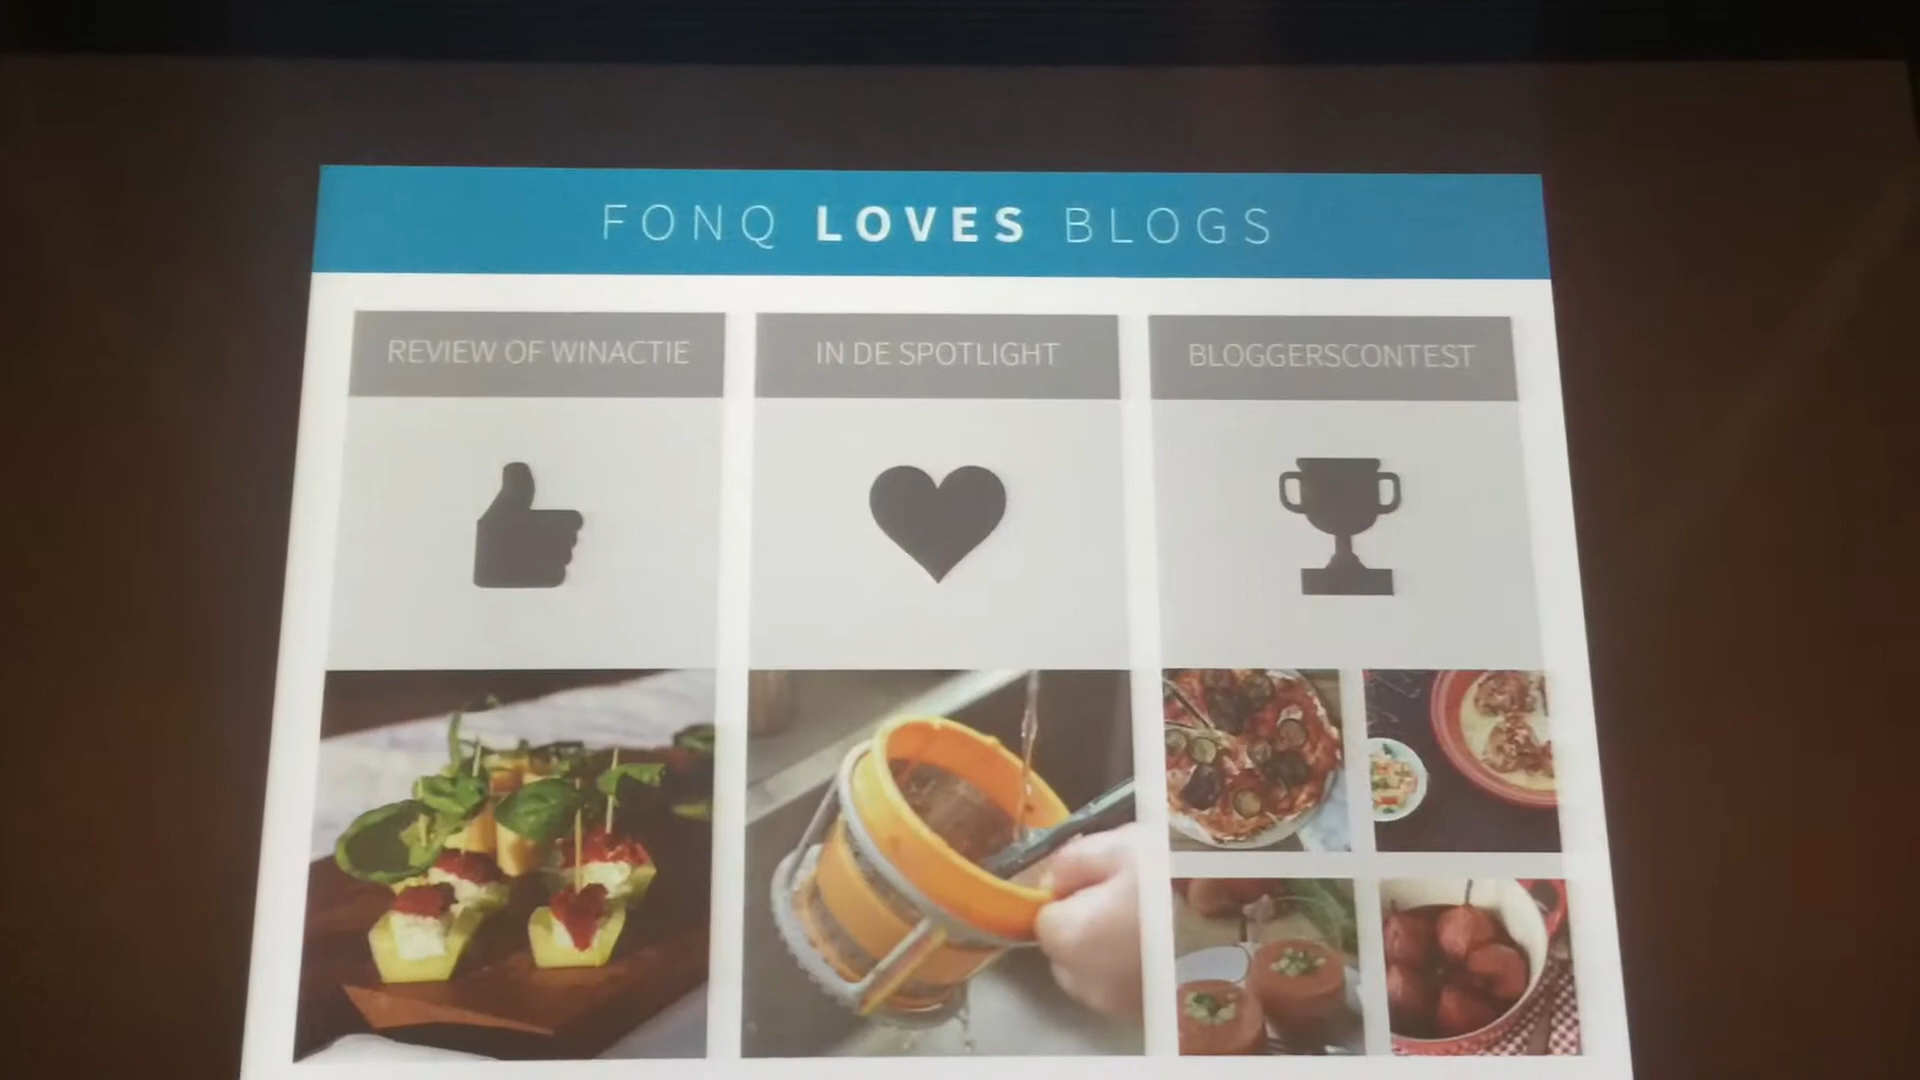 FONQ LOVES BLOGS
REVIEW OF WINACTIE
IN DE SPOTLIGHT
BLOGGERSCONTEST